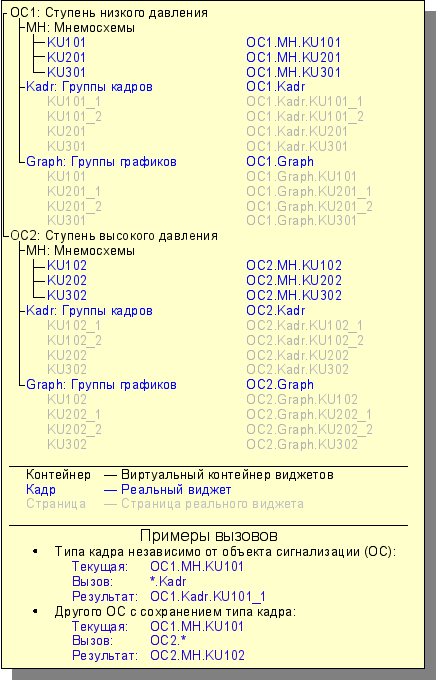 ОС1: Ступень низкого давления
МН: Мнемосхемы
KU101 OC1.MH.KU101
KU201 OC1.MH.KU201
KU301 OC1.MH.KU301
Kadr: Группы кадров OC1.Kadr
KU101_1 OC1.Kadr.KU101_1
KU101_2 OC1.Kadr.KU101_2
KU201 OC1.Kadr.KU201
KU301 OC1.Kadr.KU301
Graph: Группы графиков OC1.Graph
KU101 OC1.Graph.KU101
KU201_1 OC1.Graph.KU201_1
KU201_2 OC1.Graph.KU201_2
KU301 OC1.Graph.KU301
ОС2: Ступень высокого давления
МН: Мнемосхемы
KU102 OC2.MH.KU102
KU202 OC2.MH.KU202
KU302 OC2.MH.KU302
Kadr: Группы кадров OC2.Kadr
KU102_1 OC2.Kadr.KU102_1
KU102_2 OC2.Kadr.KU102_2
KU202 OC2.Kadr.KU202
KU302 OC2.Kadr.KU302
Graph: Группы графиков OC2.Graph
KU102 OC2.Graph.KU102
KU202_1 OC2.Graph.KU202_1
KU202_2 OC2.Graph.KU202_2
KU302 OC2.Graph.KU302
Контейнер — Виртуальный контейнер виджетов
Кадр — Реальный виджет
Страница — Страница реального виджета
Примеры вызовов
• Типа кадра независимо от объекта сигнализации (ОС):
Текущая: OC1.MH.KU101
Вызов: *.Kadr
Результат: OC1.Kadr.KU101_1
• Другого ОС с сохранением типа кадра:
Текущая: OC1.MH.KU101
Вызов: OC2.*
Результат: OC2.MH.KU102